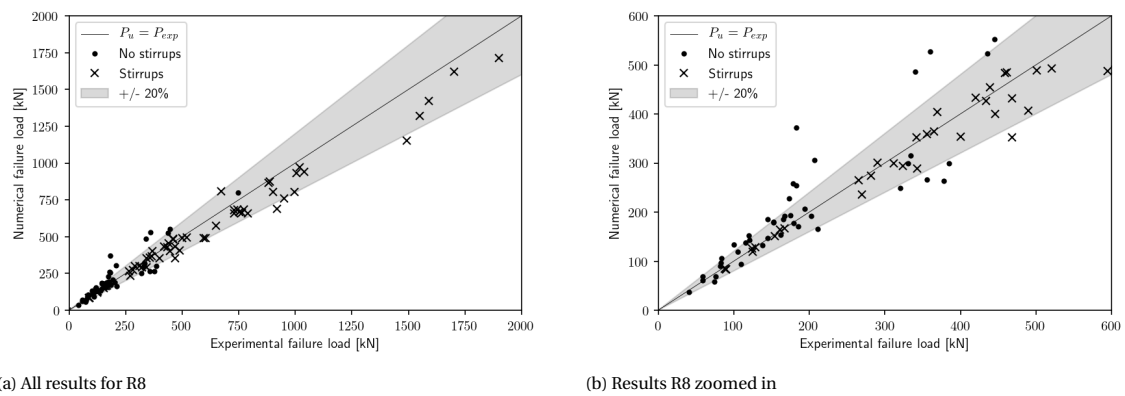 2000
1750
1500
1250
1000
750
500
250
0
Numerical failure load [kN]
P_u = P_exp
No stirrups
Stirrups
+/- 20%
0 250 500 750 1000 1250 1500 1750 2000
Experimental failure load [kN]
(a) All results for R8
600
500
400
300
200
100
0
Numerical failure load [kN]
P_u = P_exp
No stirrups
Stirrups
+/- 20%
0 100 200 300 400 500 600
Experimental failure load [kN]
(b) Results R8 zoomed in